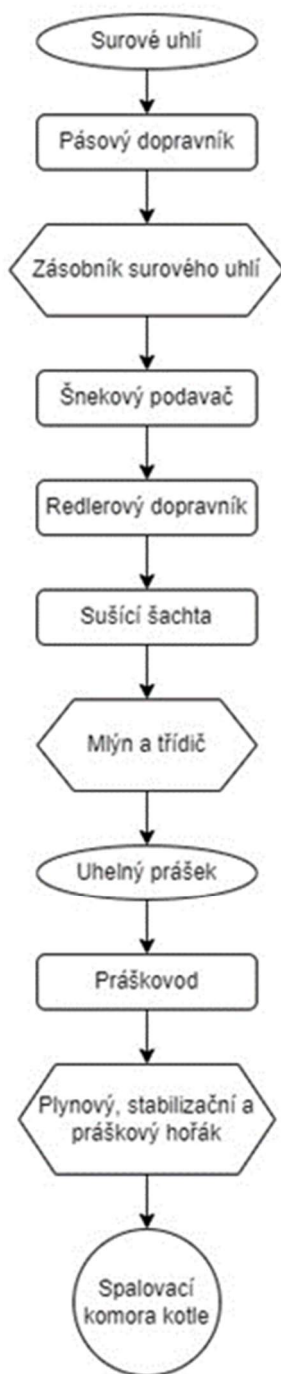 Surové uhlí
Pásový dopravník
Zásobník surového uhlí
Šnekový podavač
Redlerový dopravník
Sušící šachta
Mlýn a třídič
Uhelný prášek
Práškovod
Plynový, stabilizační a
práškový hořák
Spalovací
komora kotle